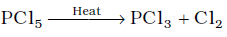 PCl₅ —Heat→ PCl₃ + Cl₂